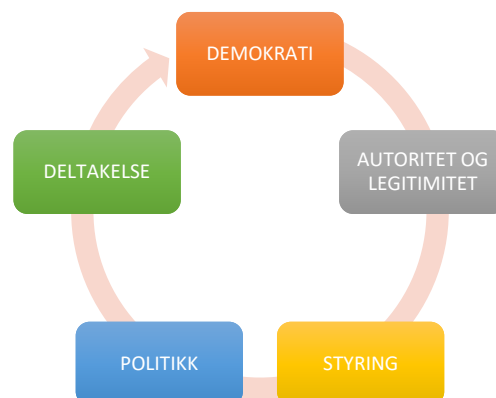 DEMOKRATI
AUTORITET OG
LEGITIMITET
STYRING
POLITIKK
DELTAKELSE